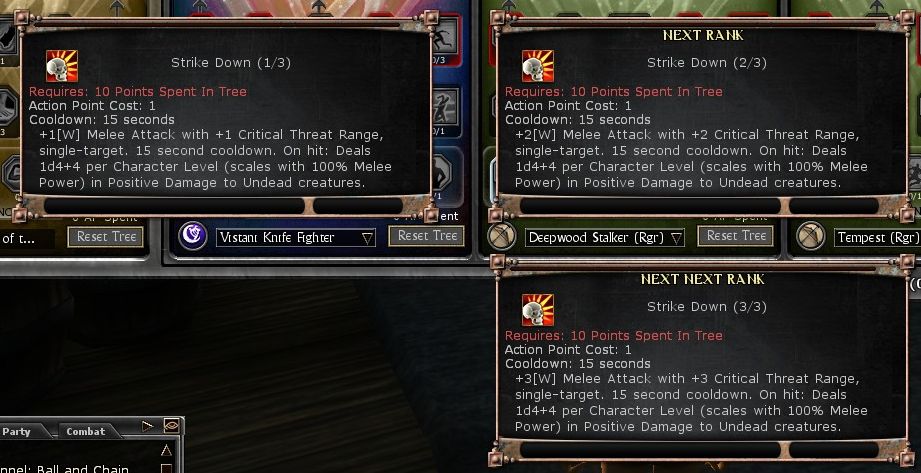 Strike Down (1/3)
Requires: 10 Points Spent In Tree
Action Point Cost: 1
Cooldown: 15 seconds
+1[W] Melee Attack with +1 Critical Threat Range,
single-target. 15 second cooldown. On hit: Deals
1d4+4 per Character Level (scales with 100% Melee
Power) in Positive Damage to Undead creatures.
NEXT RANK
Strike Down (2/3)
Requires: 10 Points Spent In Tree
Action Point Cost: 1
Cooldown: 15 seconds
+2[W] Melee Attack with +2 Critical Threat Range,
single-target. 15 second cooldown. On hit: Deals
1d4+4 per Character Level (scales with 100% Melee
Power) in Positive Damage to Undead creatures.
of t... Reset Tree
Vistani Knife Fighter Reset Tree
Deepwood Stalker (Rgr) Reset Tree
Tempest (Rgr)
NEXT NEXT RANK
Strike Down (3/3)
Requires: 10 Points Spent In Tree
Action Point Cost: 1
Cooldown: 15 seconds
+3[W] Melee Attack with +3 Critical Threat Range,
single-target. 15 second cooldown. On hit: Deals
1d4+4 per Character Level (scales with 100% Melee
Power) in Positive Damage to Undead creatures.
Party Combat
nnel: Ball and Chain